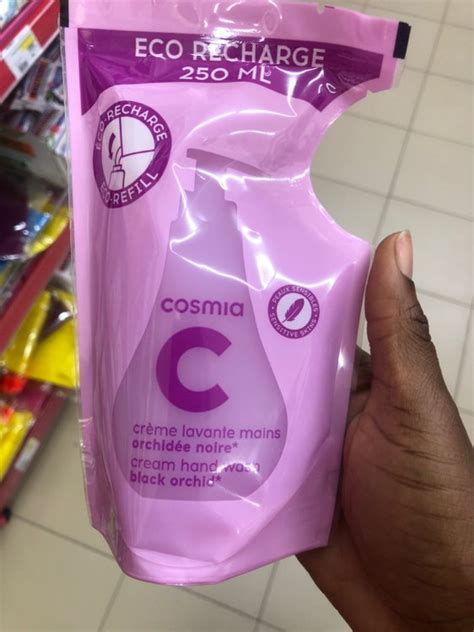 ECO RECHARGE
250 ML
ECO-RECHARGE
ECO-REFILL
cosmia
C
PEAUX SENSIBLES
SENSITIVE SKINS
crème lavante mains
orchidée noire*
cream hand wash
black orchid*